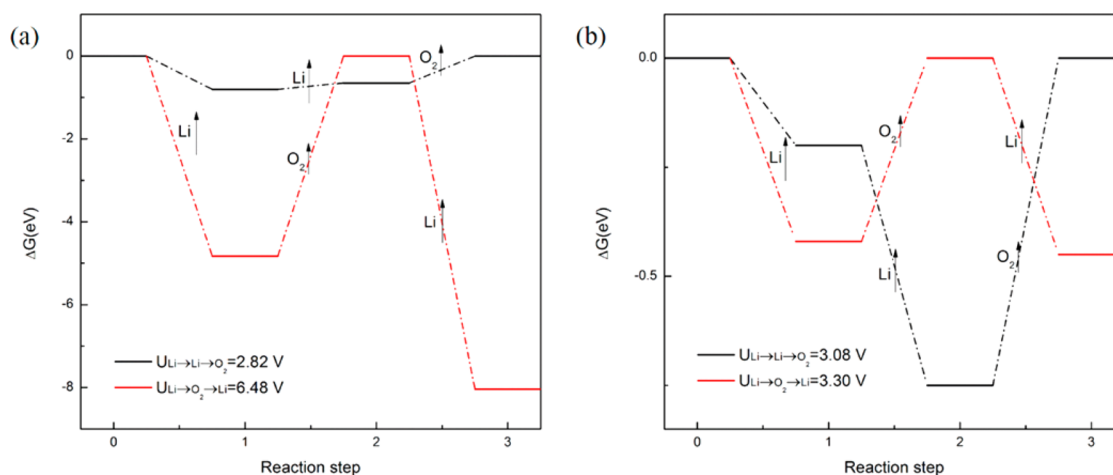 (a)
0
-2
-4
-6
-8
ΔG(eV)
Li
Li
O2
O2
Li
ULi→Li→O2=2.82 V
ULi→O2→Li=6.48 V
0
1
2
3
Reaction step
(b)
0.0
-0.5
ΔG(eV)
Li
O2
Li
Li
O2
ULi→Li→O2=3.08 V
ULi→O2→Li=3.30 V
0
1
2
3
Reaction step